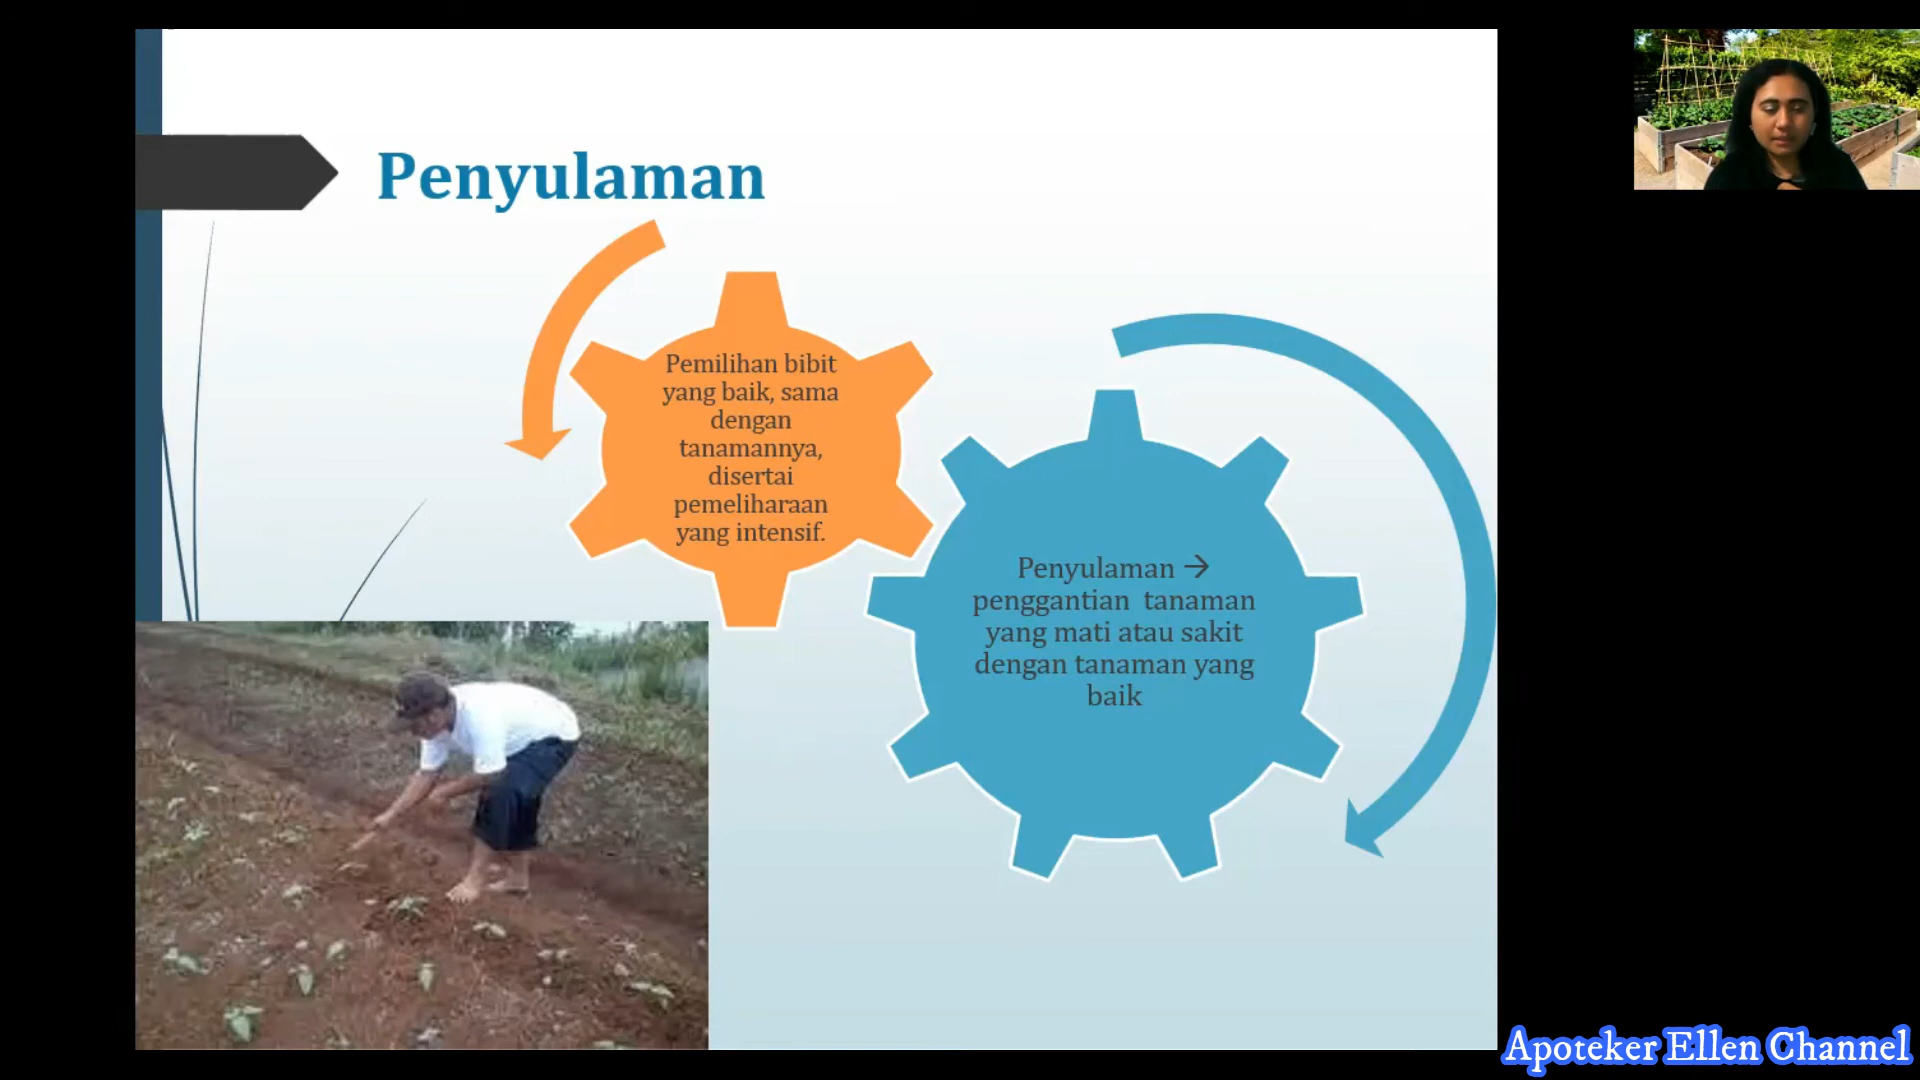 Penyulaman
Pemilihan bibit
yang baik, sama
dengan
tanamannya,
disertai
pemeliharaan
yang intensif.
Penyulaman →
penggantian tanaman
yang mati atau sakit
dengan tanaman yang
baik
Apoteker Ellen Channel